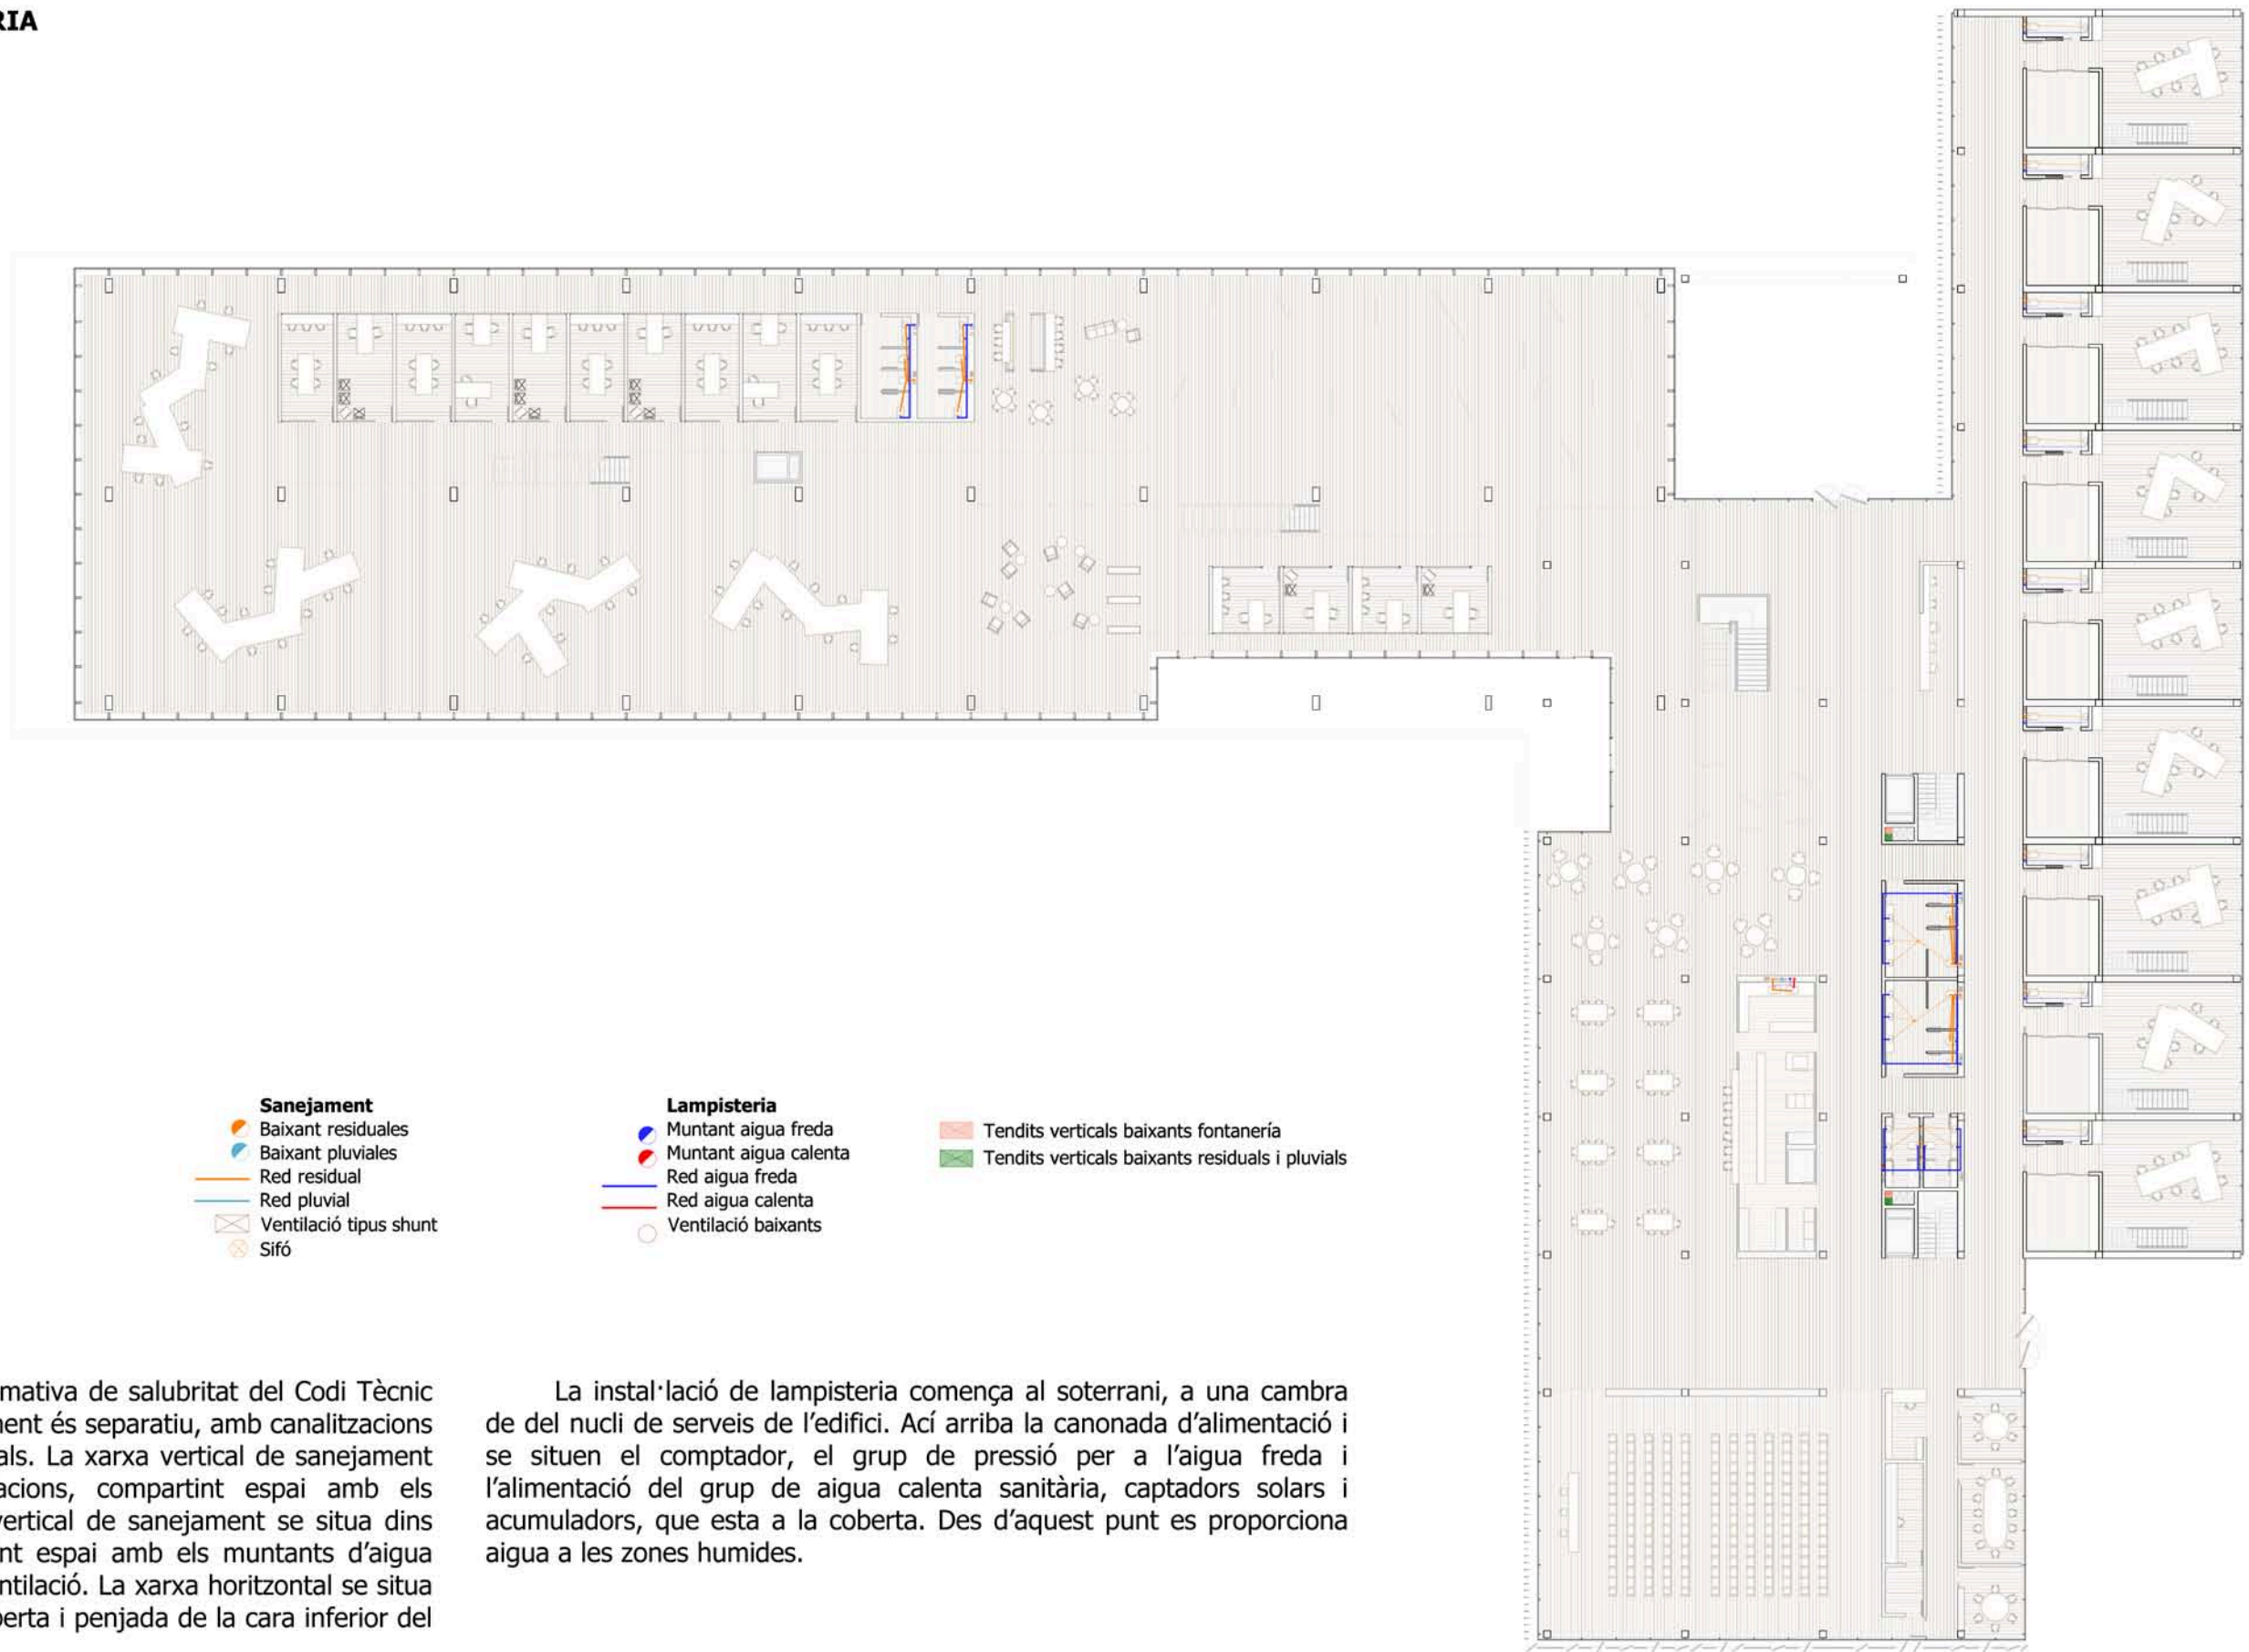 RIA
Sanejament
Baixant residuales
Baixant pluviales
Red residual
Red pluvial
Ventilació tipus shunt
Sifó
Lampisteria
Muntant aigua freda
Muntant aigua calenta
Red aigua freda
Red aigua calenta
Ventilació baixants
Tendits verticals baixants fontanería
Tendits verticals baixants residuals i pluvials
mativa de salubritat del Codi Tècnic
ent és separatiu, amb canalitzacions
als. La xarxa vertical de sanejament
acions, compartint espai amb els
vertical de sanejament se situa dins
nt espai amb els muntants d’aigua
ntilació. La xarxa horitzontal se situa
berta i penjada de la cara inferior del
La instal·lació de lampisteria comença al soterrani, a una cambra
de del nucli de serveis de l’edifici. Ací arriba la canonada d’alimentació i
se situen el comptador, el grup de pressió per a l’aigua freda i
l’alimentació del grup de aigua calenta sanitària, captadors solars i
acumuladors, que esta a la coberta. Des d’aquest punt es proporciona
aigua a les zones humides.